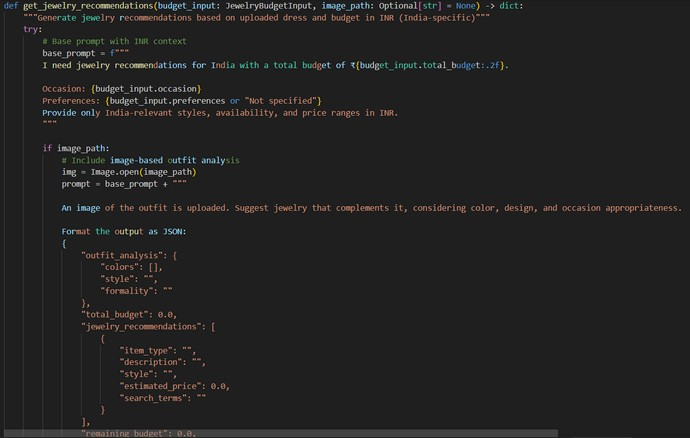 def get_jewelry_recommendations(budget_input: JewelryBudgetInput, image_path: Optional[str] = None) -> dict:
    """Generate jewelry recommendations based on uploaded dress and budget in INR (India-specific)"""
    try:
        # Base prompt with INR context
        base_prompt = f"""
        I need jewelry recommendations for India with a total budget of ₹{budget_input.total_budget:.2f}.

        Occasion: {budget_input.occasion}
        Preferences: {budget_input.preferences or "Not specified"}
        Provide only India-relevant styles, availability, and price ranges in INR.
        """

        if image_path:
            # Include image-based outfit analysis
            img = Image.open(image_path)
            prompt = base_prompt + """

            An image of the outfit is uploaded. Suggest jewelry that complements it, considering color, design, and occasion appropriateness.

            Format the output as JSON:
            {
                "outfit_analysis": {
                    "colors": [],
                    "style": "",
                    "formality": ""
                },
                "total_budget": 0.0,
                "jewelry_recommendations": [
                    {
                        "item_type": "",
                        "description": "",
                        "style": "",
                        "estimated_price": 0.0,
                        "search_terms": ""
                    }
                ],
                "remaining_budget": 0.0,